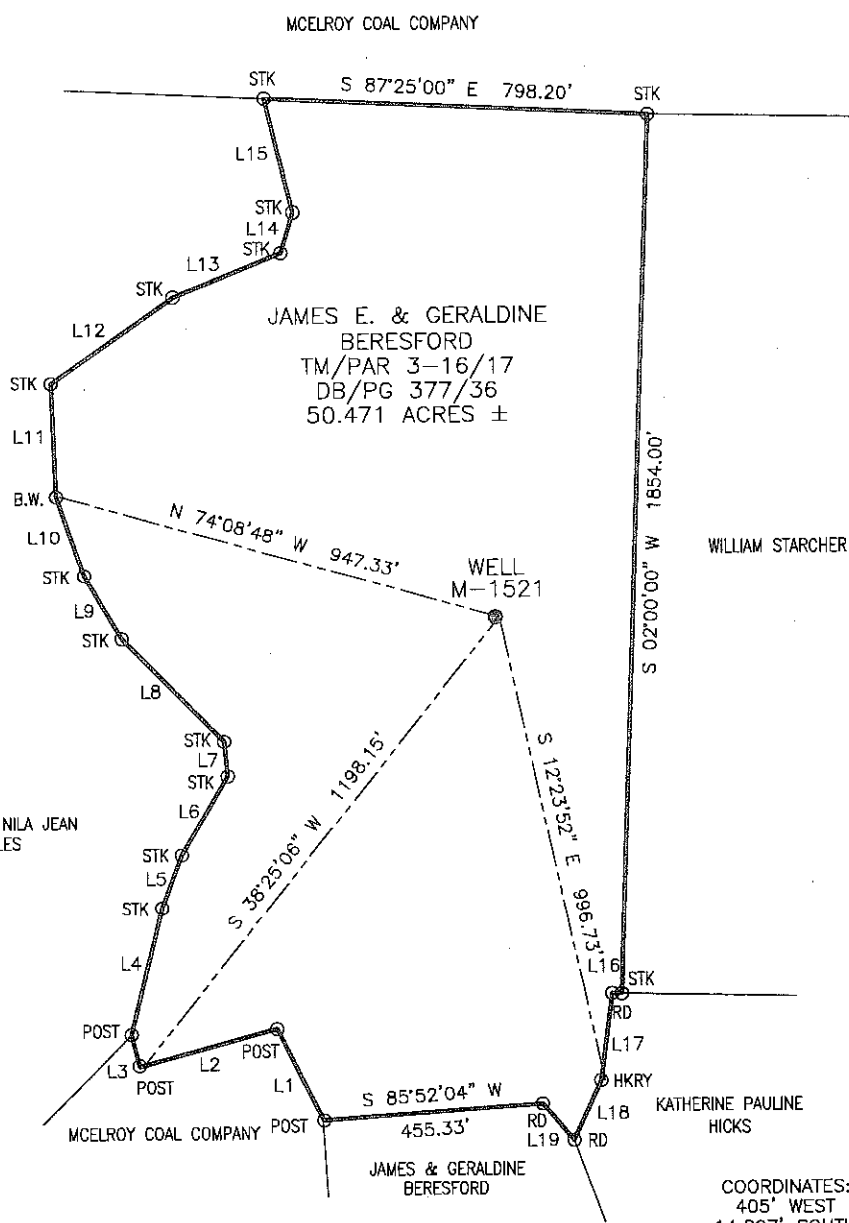 MCELROY COAL COMPANY
STK
S 87°25'00" E 798.20'
STK
L15
STK
L14
STK
L13
STK
L12
STK
JAMES E. & GERALDINE
BERESFORD
TM/PAR 3-16/17
DB/PG 377/36
50.471 ACRES ±
L11
S 02°00'00" W 1854.00'
B.W.
N 74°08'48" W 947.33'
L10
WILLIAM STARCHER
WELL
M-1521
STK
L9
STK
L8
STK
L7
STK
S 38°25'06" W 1198.15'
S 12°23'52" E 996.73'
NILA JEAN
L6
STK
L5
STK
L4
L16
STK
RD
POST
POST
L17
L3
L2
POST
L1
HKRY
L18
KATHERINE PAULINE
HICKS
S 85°52'04" W
455.33'
POST
RD
L19
RD
MCELROY COAL COMPANY
JAMES & GERALDINE
BERESFORD
COORDINATES:
405' WEST